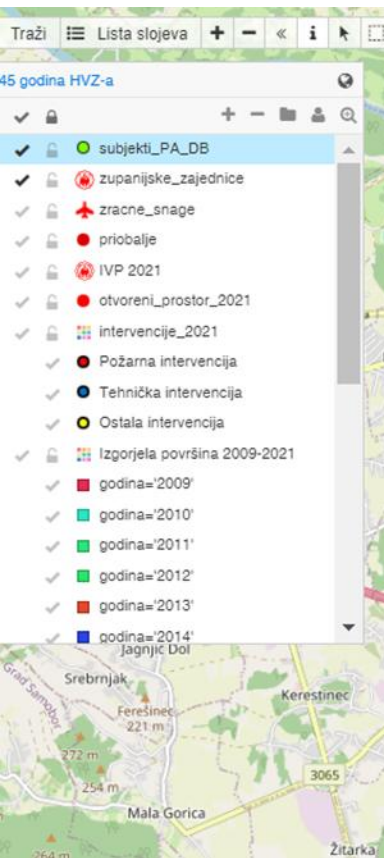 Traži Lista slojeva + − « i
45 godina HVZ-a
subjekti_PA_DB
zupanijske_zajednice
zracne_snage
priobalje
IVP 2021
otvoreni_prostor_2021
intervencije_2021
Požarna intervencija
Tehnička intervencija
Ostala intervencija
Izgorjela površina 2009-2021
godina='2009'
godina='2010'
godina='2011'
godina='2012'
godina='2013'
godina='2014'
Jagnjić Dol
Grad Samobor
Srebrnjak
Kerestinec
Ferešinec
221 m
272 m
254 m
3065
Mala Gorica
Žitarka
264 m